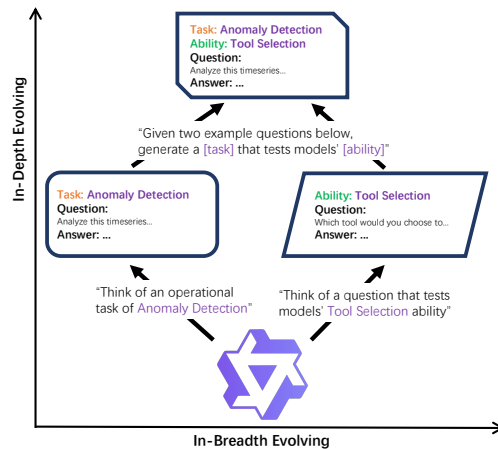 Task: Anomaly Detection
Ability: Tool Selection
Question:
Analyze this timeseries...
Answer: ...
In-Depth Evolving
“Given two example questions below,
generate a [task] that tests models’ [ability]”
Task: Anomaly Detection
Question:
Analyze this timeseries...
Answer: ...
Ability: Tool Selection
Question:
Which tool would you choose to...
Answer: ...
“Think of an operational
task of Anomaly Detection”
“Think of a question that tests
models’ Tool Selection ability”
In-Breadth Evolving